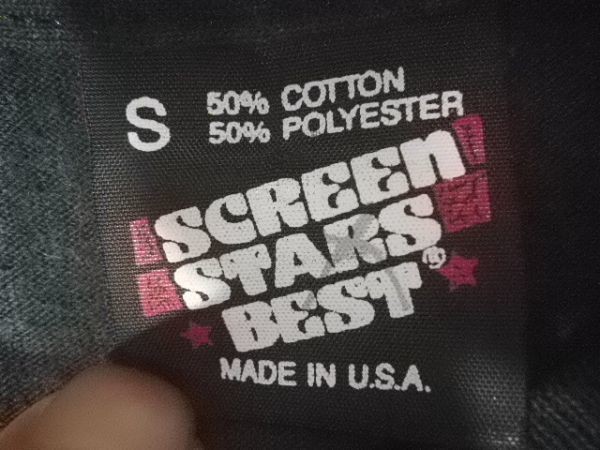 S
50% COTTON
50% POLYESTER
SCREEN
STARS
BEST®
MADE IN U.S.A.